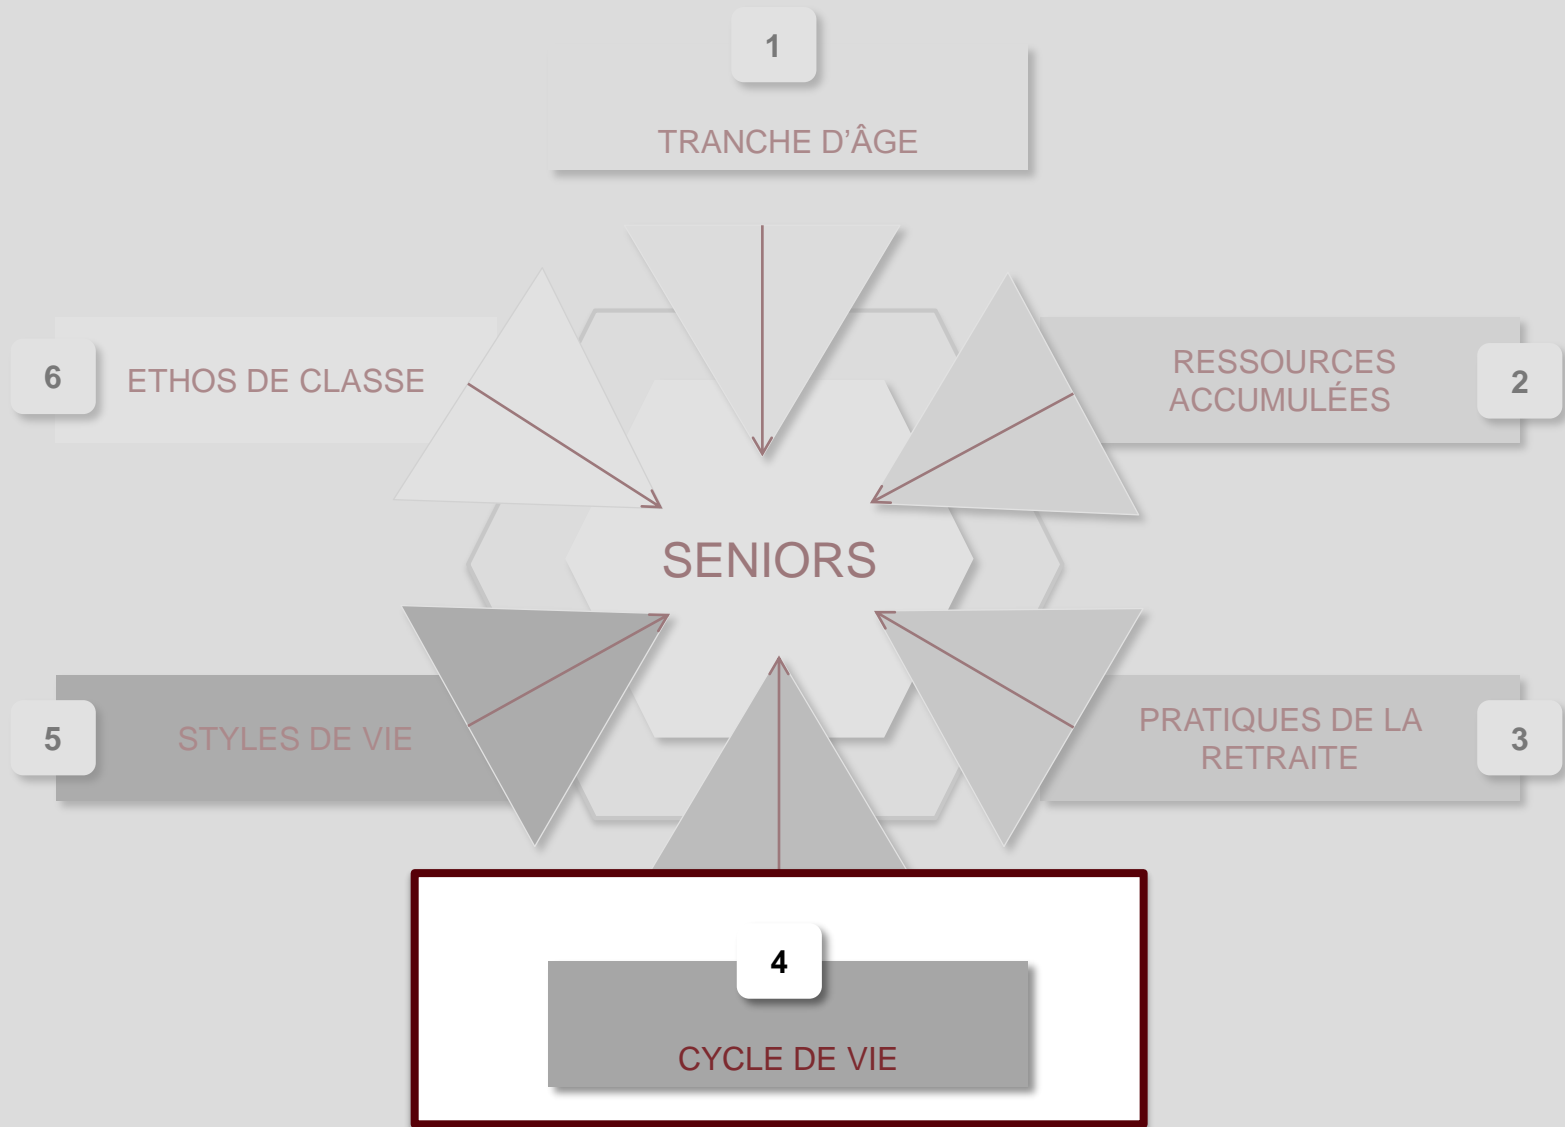 1
TRANCHE D’ÂGE
6
ETHOS DE CLASSE
RESSOURCES
ACCUMULÉES
2
SENIORS
5
STYLES DE VIE
PRATIQUES DE LA
RETRAITE
3
4
CYCLE DE VIE